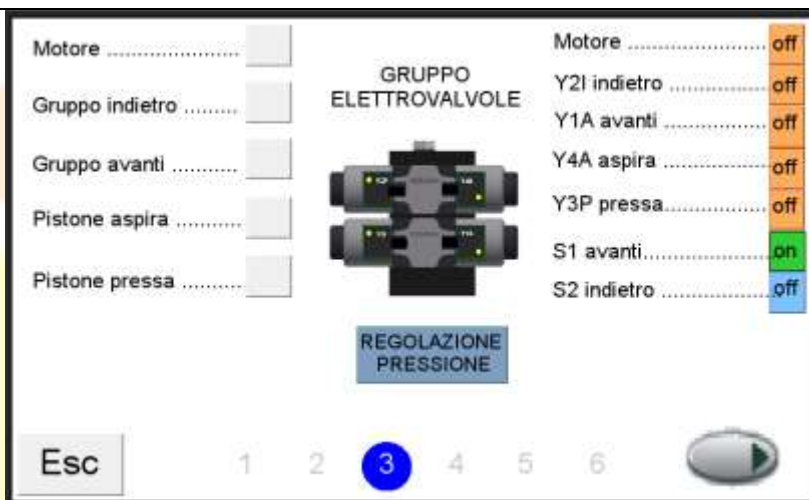 Motore ......................
Gruppo indietro .........
Gruppo avanti ...........
Pistone aspira ...........
Pistone pressa ..........
GRUPPO
ELETTROVALVOLE
REGOLAZIONE
PRESSIONE
Motore ....................... off
Y2I indietro ................ off
Y1A avanti ................. off
Y4A aspira ................. off
Y3P pressa................. off
S1 avanti.................... on
S2 indietro .................. off
Esc 1 2 3 4 5 6